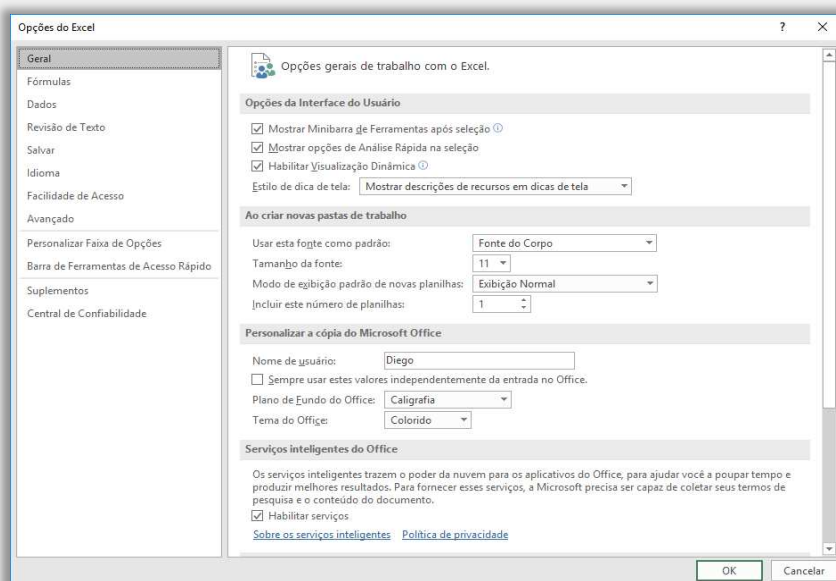 Opções do Excel
?
Geral
Fórmulas
Dados
Revisão de Texto
Salvar
Idioma
Facilidade de Acesso
Avançado
Personalizar Faixa de Opções
Barra de Ferramentas de Acesso Rápido
Suplementos
Central de Confiabilidade
Opções gerais de trabalho com o Excel.
Opções da Interface do Usuário
Mostrar Minibarra de Ferramentas após seleção
Mostrar opções de Análise Rápida na seleção
Habilitar Visualização Dinâmica
Estilo de dica de tela: Mostrar descrições de recursos em dicas de tela
Ao criar novas pastas de trabalho
Usar esta fonte como padrão: Fonte do Corpo
Tamanho da fonte: 11
Modo de exibição padrão de novas planilhas: Exibição Normal
Incluir este número de planilhas: 1
Personalizar a cópia do Microsoft Office
Nome de usuário: Diego
Sempre usar estes valores independentemente da entrada no Office.
Plano de Fundo do Office: Caligrafia
Tema do Office: Colorido
Serviços inteligentes do Office
Os serviços inteligentes trazem o poder da nuvem para os aplicativos do Office, para ajudar você a poupar tempo e
produzir melhores resultados. Para fornecer esses serviços, a Microsoft precisa ser capaz de coletar seus termos de
pesquisa e o conteúdo do documento.
Habilitar serviços
Sobre os serviços inteligentes Política de privacidade
OK Cancelar